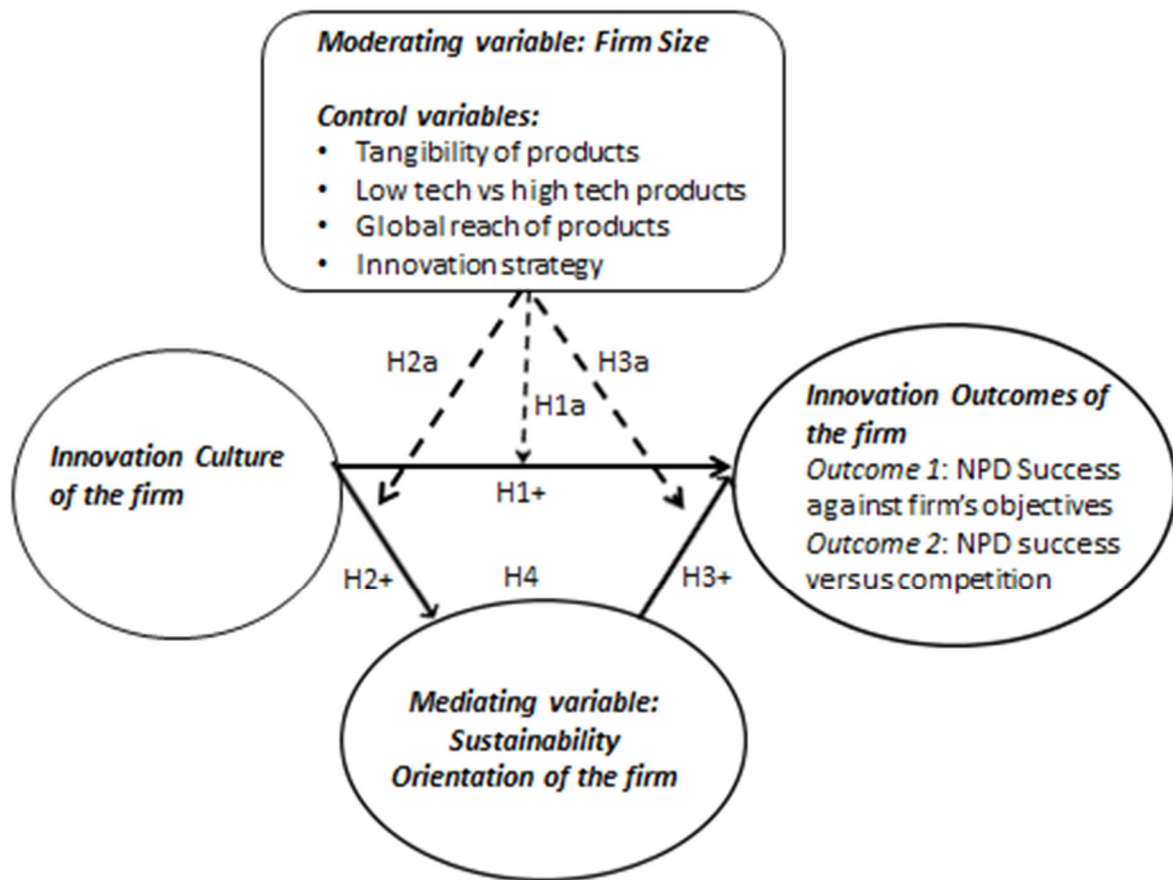 Moderating variable: Firm Size
Control variables:
• Tangibility of products
• Low tech vs high tech products
• Global reach of products
• Innovation strategy
H2a
H3a
H1a
Innovation Culture
of the firm
H1+
Innovation Outcomes of
the firm
Outcome 1: NPD Success
against firm's objectives
Outcome 2: NPD success
versus competition
H2+
H4
H3+
Mediating variable:
Sustainability
Orientation of the firm